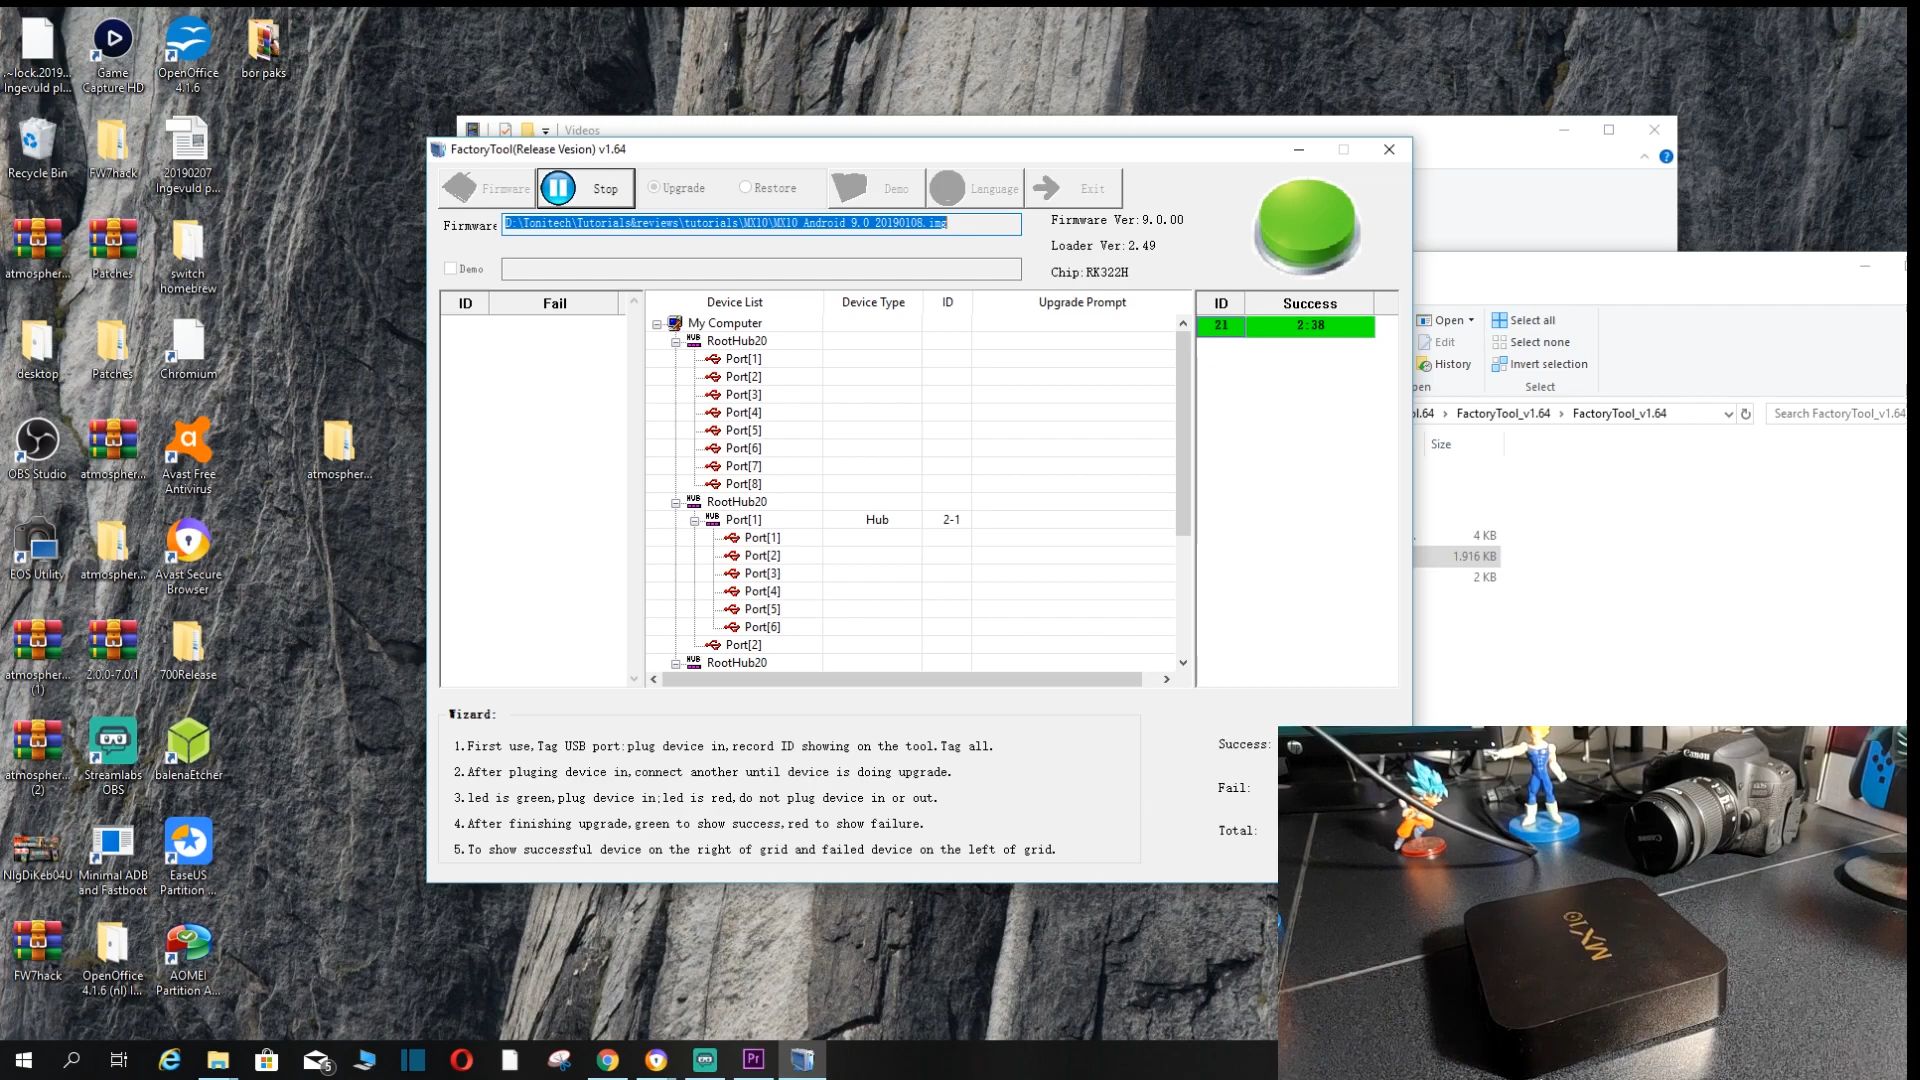 .~lock.2019...
Ingevuld pl...
Game
Capture HD
OpenOffice
4.1.6
bor paks
Recycle Bin
FW7hack
20190207
Ingevuld p...
atmospher...
Patches
switch
homebrew
desktop
Patches
Chromium
OBS Studio
atmospher...
Avast Free
Antivirus
atmospher...
EOS Utility
atmospher...
Avast Secure
Browser
atmospher...
(1)
2.0.0-7.0.1
700Release
atmospher...
(2)
Streamlabs
OBS
balenaEtcher
NIgDiKeb04U
Minimal ADB
and Fastboot
EaseUS
Partition ...
FW7hack
OpenOffice
4.1.6 (nl) I...
AOMEI
Partition A...
Videos
FactoryTool(Release Vesion) v1.64
Firmware
Stop
Upgrade
Restore
Demo
Language
Exit
Firmware
D:\Tonitech\Tutorials&reviews\tutorials\MX10\MX10 Android 9.0 20190108.img
Demo
Firmware Ver:9.0.00
Loader Ver:2.49
Chip:RK322H
ID Fail
Device List Device Type ID Upgrade Prompt
ID Success
21 2:38
My Computer
HUB RootHub20
Port[1]
Port[2]
Port[3]
Port[4]
Port[5]
Port[6]
Port[7]
Port[8]
HUB RootHub20
HUB Port[1] Hub 2-1
Port[1]
Port[2]
Port[3]
Port[4]
Port[5]
Port[6]
Port[2]
HUB RootHub20
Wizard:
1.First use,Tag USB port:plug device in,record ID showing on the tool.Tag all.
2.After pluging device in,connect another until device is doing upgrade.
3.led is green,plug device in;led is red,do not plug device in or out.
4.After finishing upgrade,green to show success,red to show failure.
5.To show successful device on the right of grid and failed device on the left of grid.
Success:
Fail:
Total:
Open
Edit
History
pen
Select all
Select none
Invert selection
Select
ol.64 › FactoryTool_v1.64 › FactoryTool_v1.64
Search FactoryTool_v1.64
Size
4 KB
1.916 KB
2 KB
hp
Canon
Canon
MX10
5
Pr